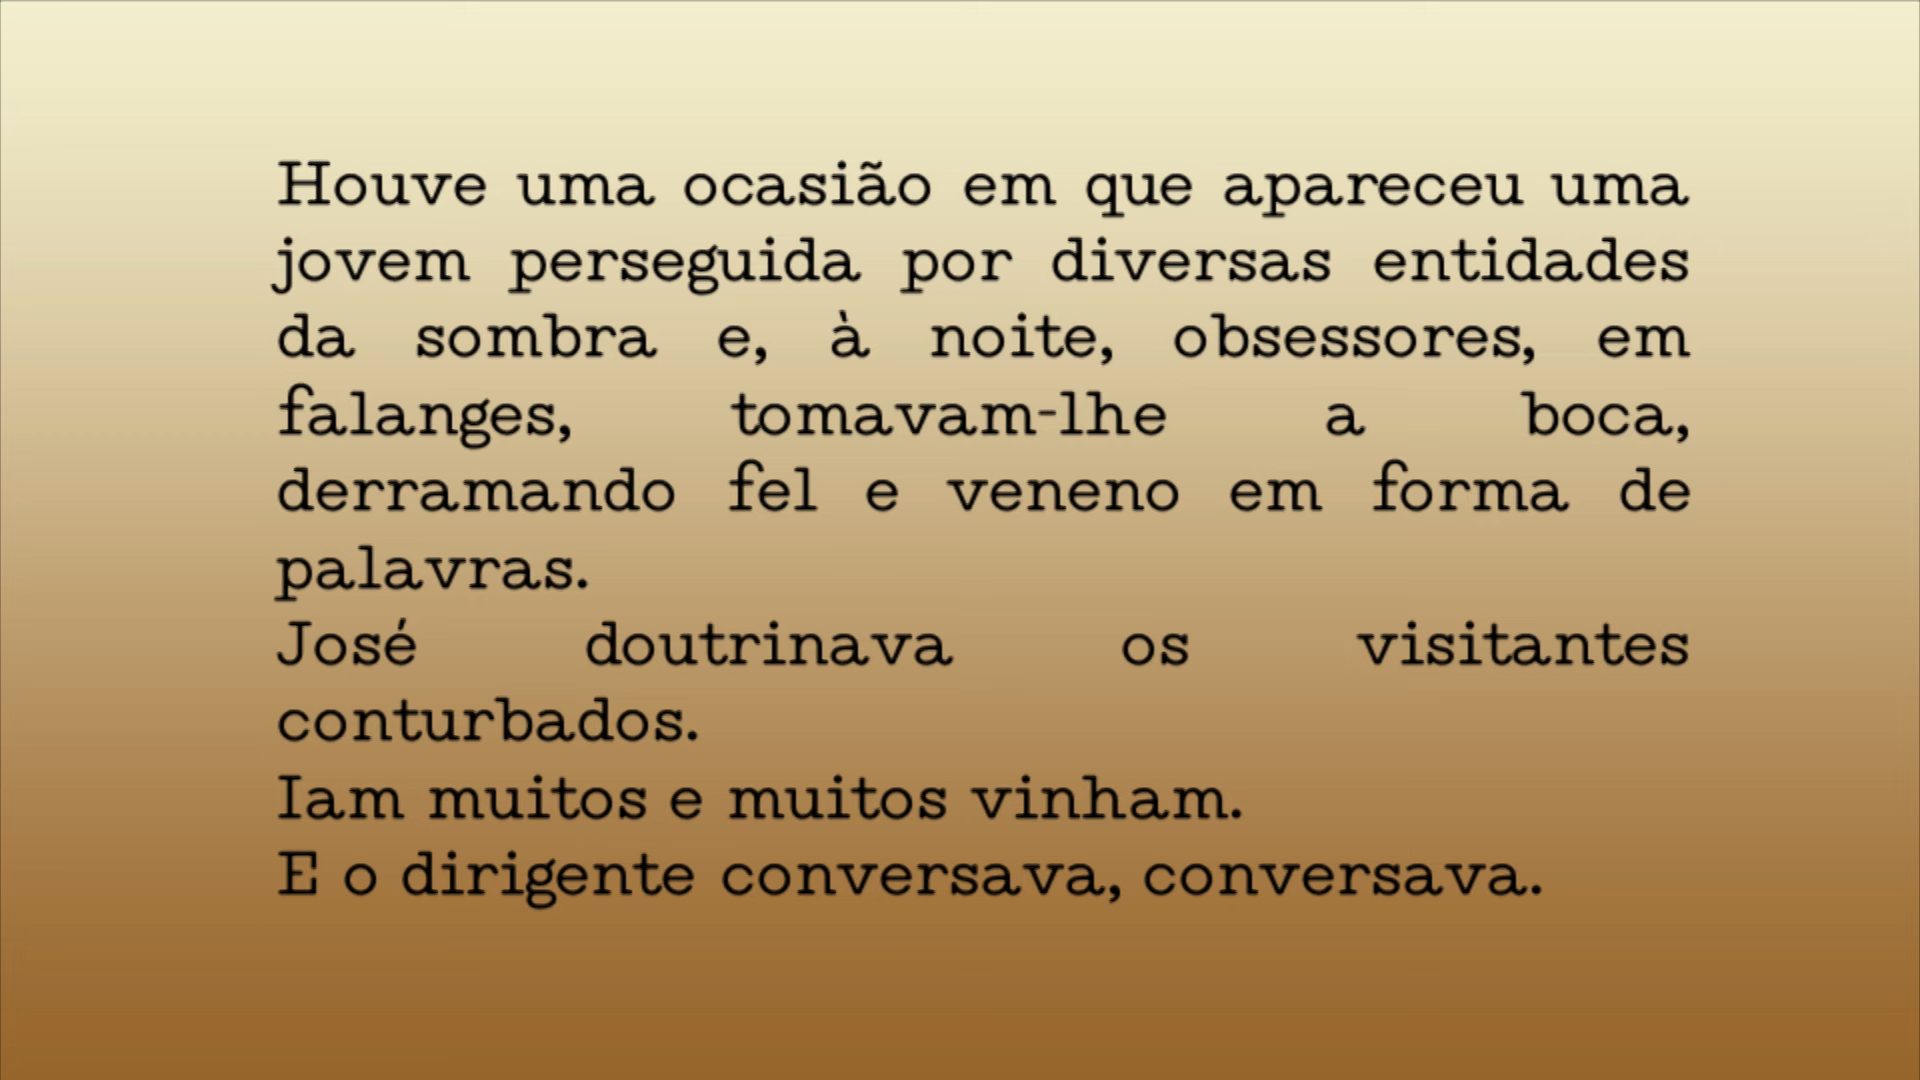 Houve uma ocasião em que apareceu uma
jovem perseguida por diversas entidades
da sombra e, à noite, obsessores, em
falanges, tomavam-lhe a boca,
derramando fel e veneno em forma de
palavras.
José doutrinava os visitantes
conturbados.
Iam muitos e muitos vinham.
E o dirigente conversava, conversava.